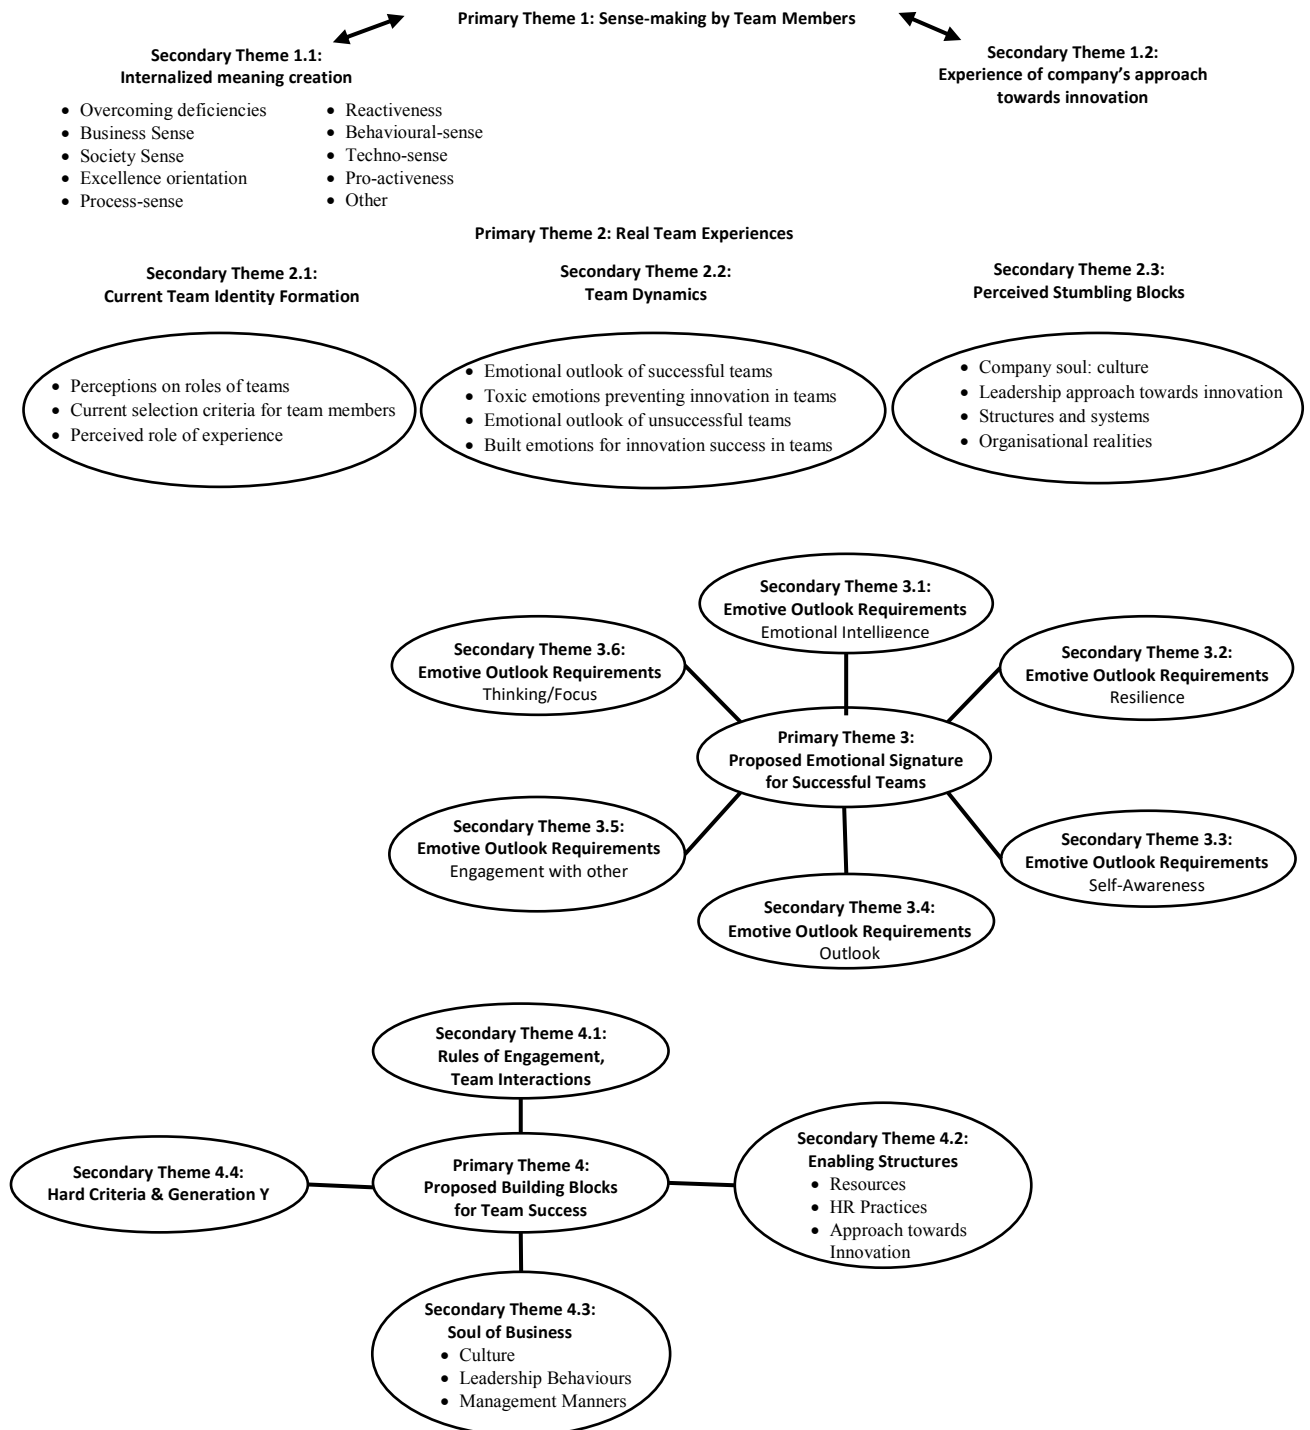 Primary Theme 1: Sense-making by Team Members
Secondary Theme 1.1:
Internalized meaning creation
• Overcoming deficiencies
• Business Sense
• Society Sense
• Excellence orientation
• Process-sense
• Reactiveness
• Behavioural-sense
• Techno-sense
• Pro-activeness
• Other
Secondary Theme 1.2:
Experience of company's approach
towards innovation
Primary Theme 2: Real Team Experiences
Secondary Theme 2.1:
Current Team Identity Formation
• Perceptions on roles of teams
• Current selection criteria for team members
• Perceived role of experience
Secondary Theme 2.2:
Team Dynamics
• Emotional outlook of successful teams
• Toxic emotions preventing innovation in teams
• Emotional outlook of unsuccessful teams
• Built emotions for innovation success in teams
Secondary Theme 2.3:
Perceived Stumbling Blocks
• Company soul: culture
• Leadership approach towards innovation
• Structures and systems
• Organisational realities
Secondary Theme 3.1:
Emotive Outlook Requirements
Emotional Intelligence
Secondary Theme 3.6:
Emotive Outlook Requirements
Thinking/Focus
Secondary Theme 3.2:
Emotive Outlook Requirements
Resilience
Primary Theme 3:
Proposed Emotional Signature
for Successful Teams
Secondary Theme 3.5:
Emotive Outlook Requirements
Engagement with other
Secondary Theme 3.3:
Emotive Outlook Requirements
Self-Awareness
Secondary Theme 3.4:
Emotive Outlook Requirements
Outlook
Secondary Theme 4.1:
Rules of Engagement,
Team Interactions
Secondary Theme 4.4:
Hard Criteria & Generation Y
Primary Theme 4:
Proposed Building Blocks
for Team Success
Secondary Theme 4.2:
Enabling Structures
• Resources
• HR Practices
• Approach towards
Innovation
Secondary Theme 4.3:
Soul of Business
• Culture
• Leadership Behaviours
• Management Manners